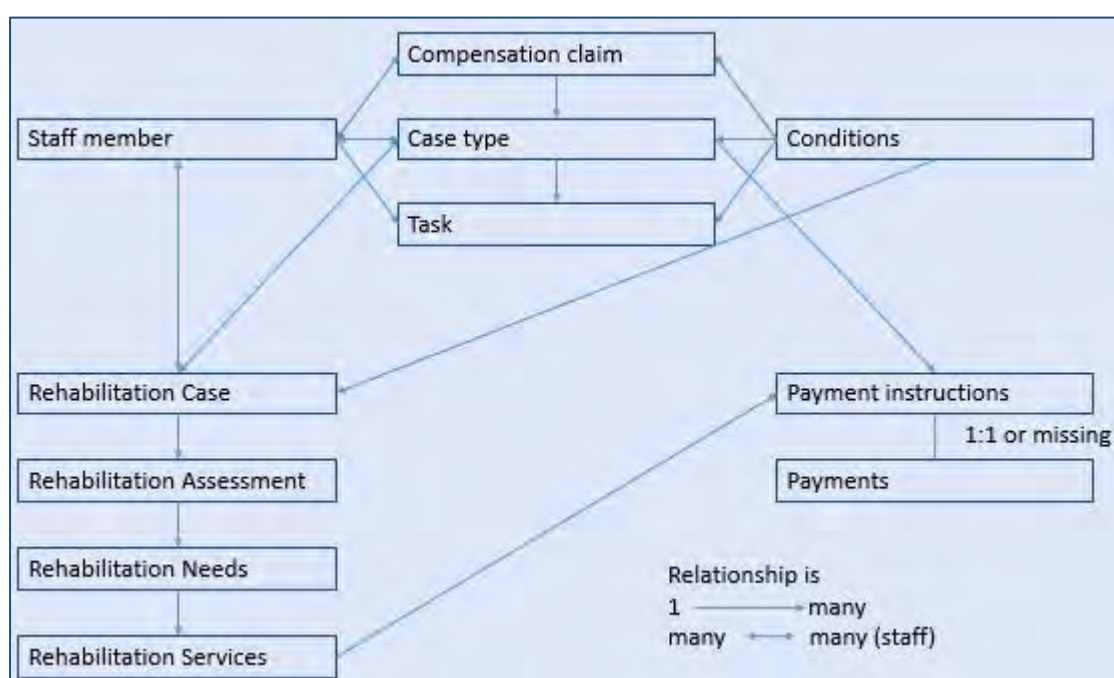 Compensation claim
Staff member
Case type
Conditions
Task
Rehabilitation Case
Payment instructions
1:1 or missing
Rehabilitation Assessment
Payments
Rehabilitation Needs
Relationship is
1 many
many many (staff)
Rehabilitation Services